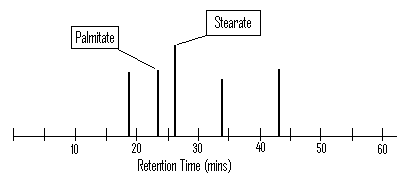 Stearate
Palmitate
10 20 30 40 50 60
Retention Time (mins)